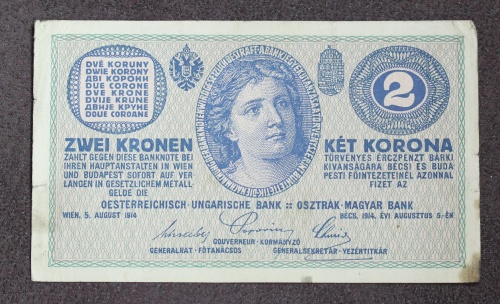 DVĚ KORUNY
DWIE KORONY
ДВІ КОРОНИ
DUE CORONE
DVE KRONE
DVIJE KRUNE
ДВИЈЕ КРУНЕ
DOUE COROANE
2
ZWEI KRONEN
ZAHLT GEGEN DIESE BANKNOTE BEI
IHREN HAUPTANSTALTEN IN WIEN
UND BUDAPEST SOFORT AUF VER-
LANGEN IN GESETZLICHEM METALL-
GELDE DIE
KÉT KORONA
TÖRVÉNYES ÉRCZPENZT BÁRKI
KIVÁNSÁGÁRA BÉCSI ÉS BUDA-
PESTI FŐINTÉZETEINÉL AZONNAL
FIZET AZ
OESTERREICHISCH-UNGARISCHE BANK :: OSZTRÁK-MAGYAR BANK
WIEN, 5. AUGUST 1914
BÉCS, 1914. ÉVI AUGUSZTUS 5-ÉN
GOUVERNEUR-KORMÁNYZÓ
GENERALRAT-FŐTANÁCSOS
GENERALSEKRETÄR-VEZÉRTITKÁR